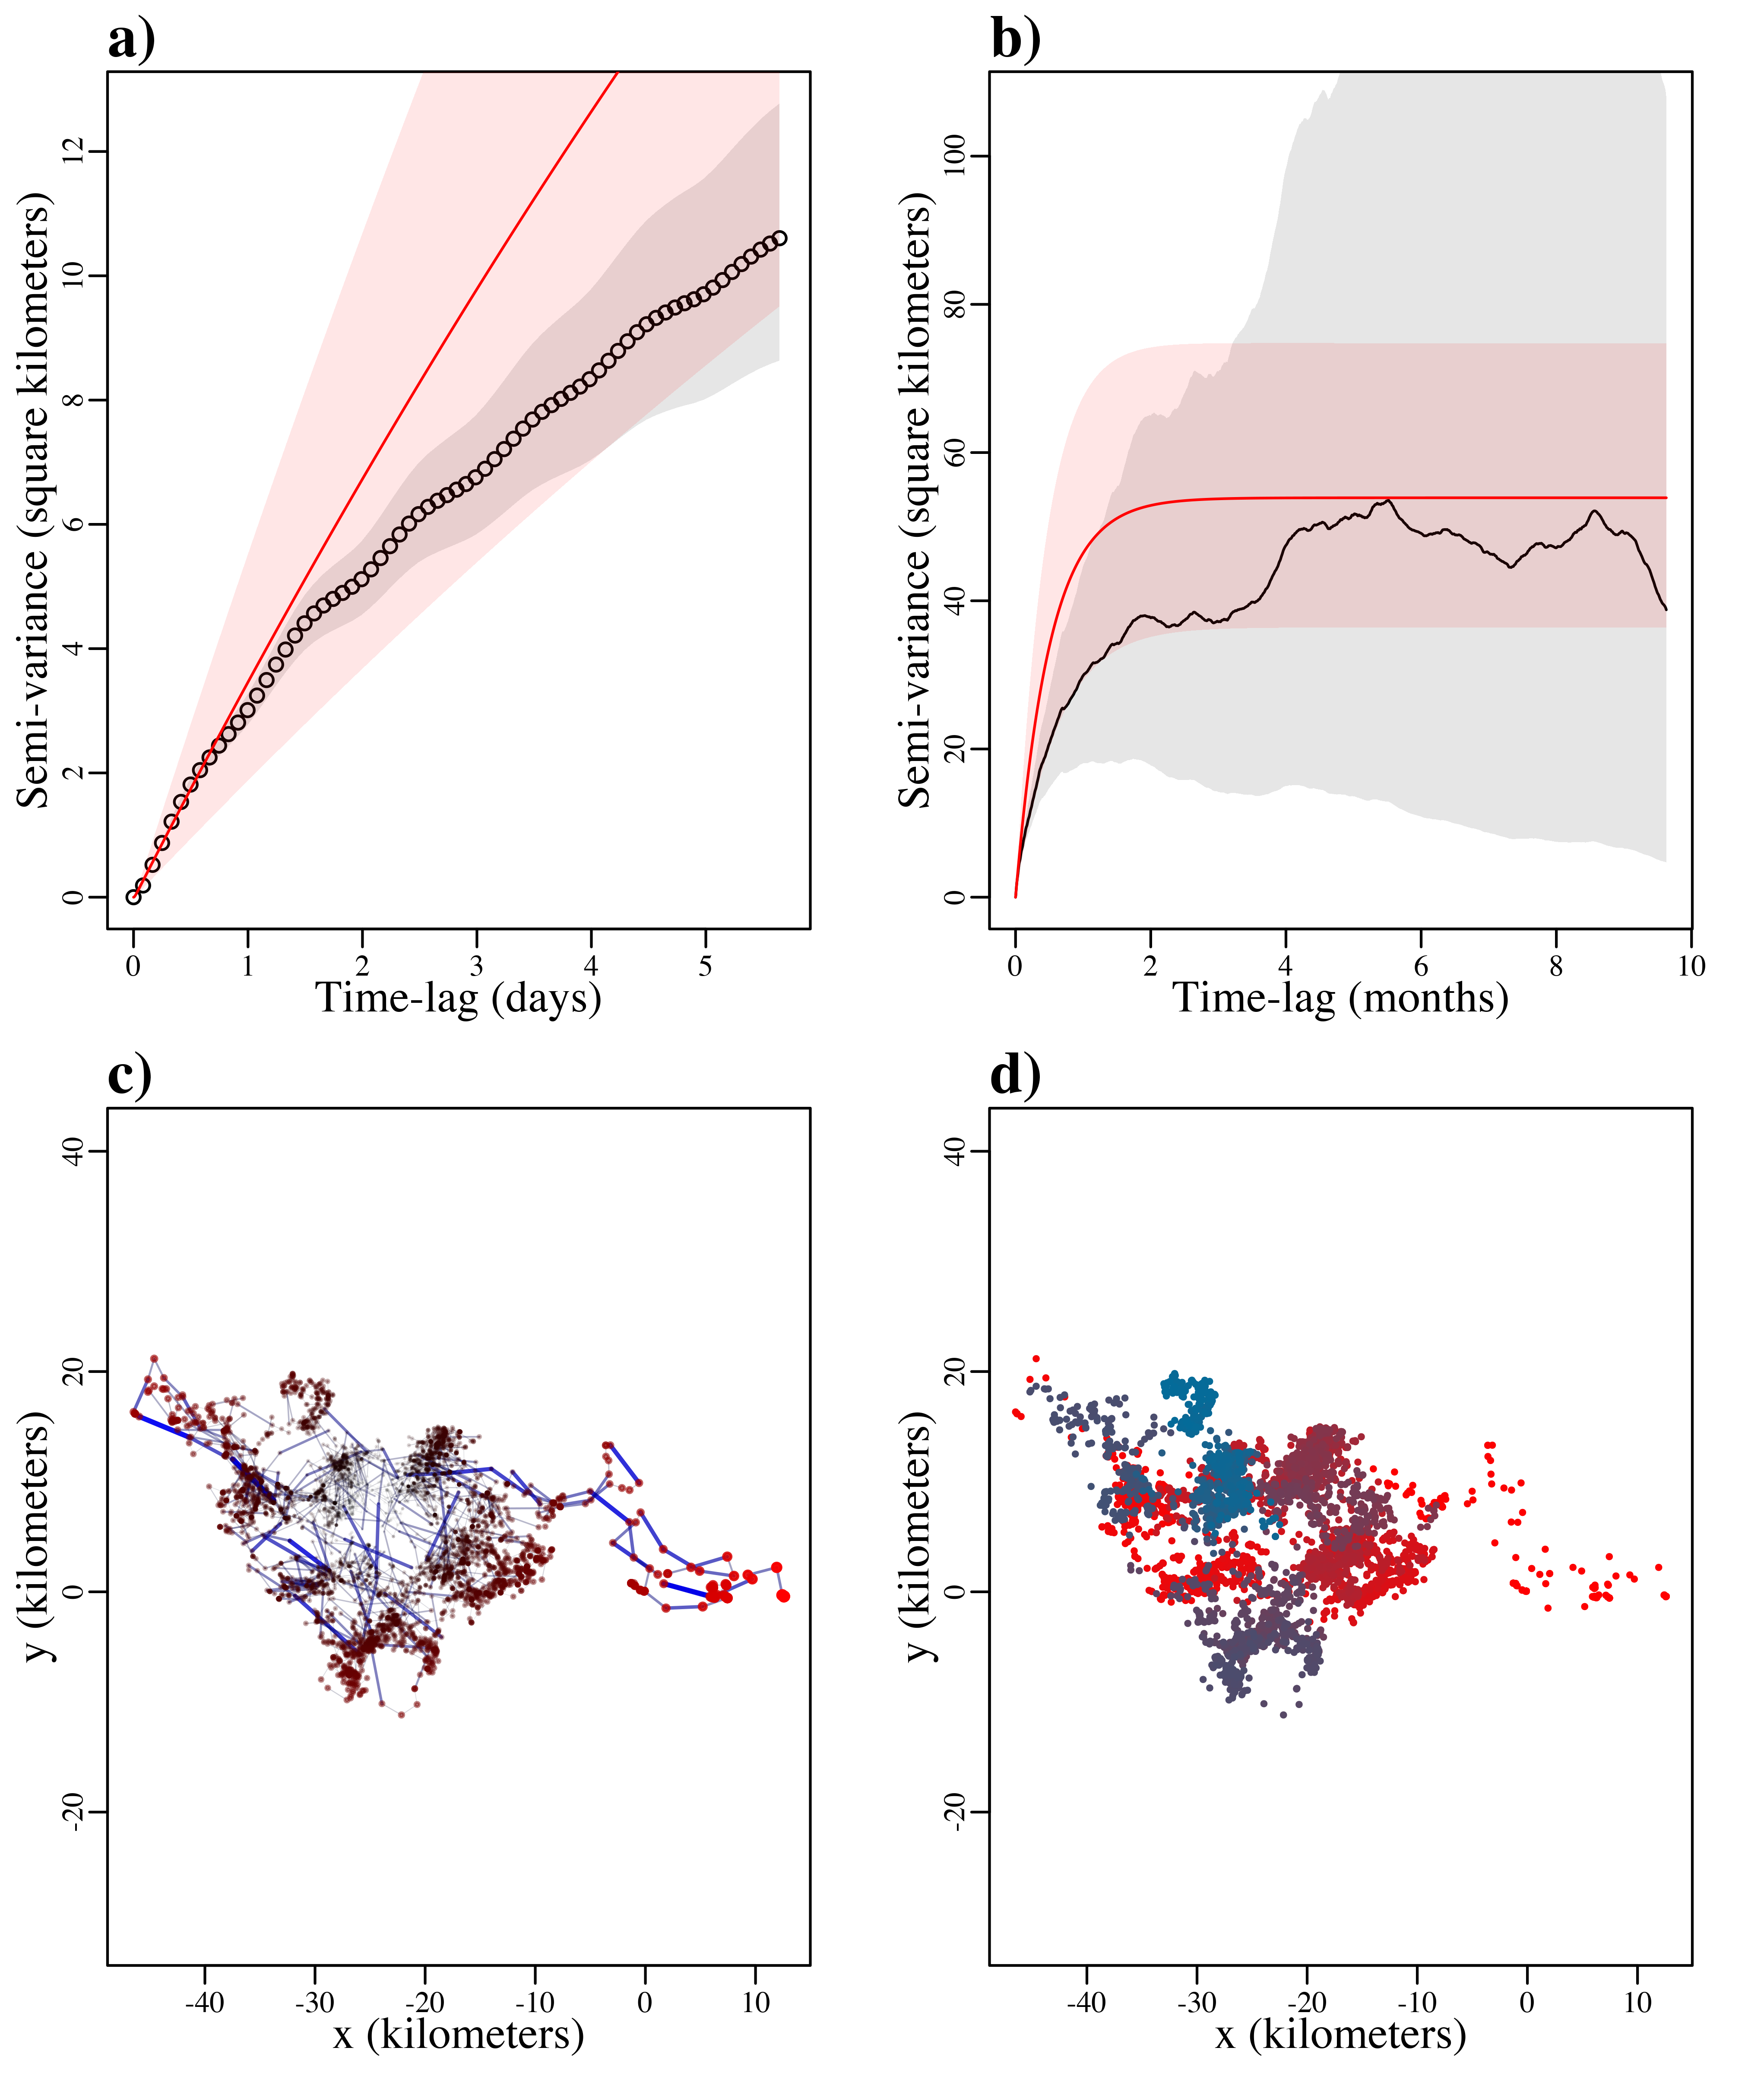 a)
Semi-variance (square kilometers)
12
10
8
6
4
2
0
0 1 2 3 4 5
Time-lag (days)
b)
Semi-variance (square kilometers)
100
80
60
40
20
0
0 2 4 6 8 10
Time-lag (months)
c)
y (kilometers)
40
20
0
-20
-40 -30 -20 -10 0 10
x (kilometers)
d)
y (kilometers)
40
20
0
-20
-40 -30 -20 -10 0 10
x (kilometers)